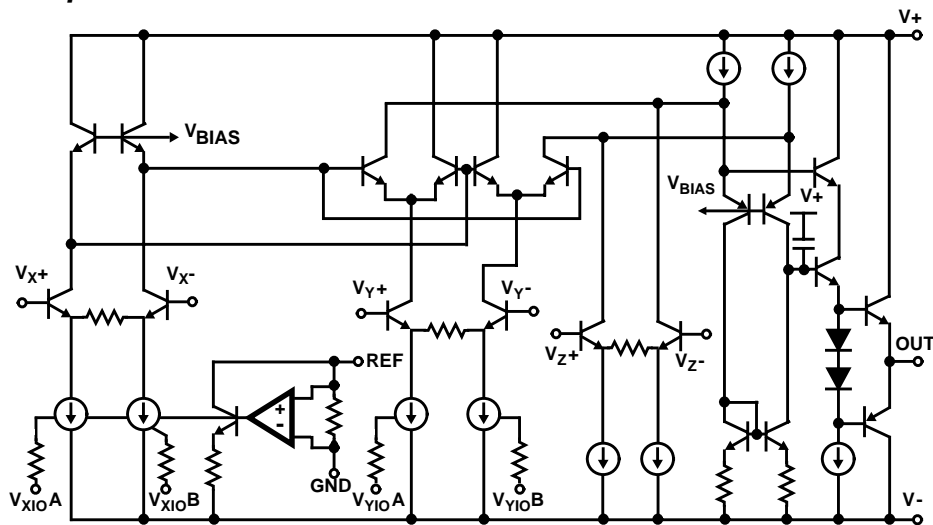 V+
VBIAS
VBIAS
V+
VX+
VX-
VY+
VY-
VZ+
VZ-
REF
OUT
+
-
GND
VXIOA
VXIOB
VYIOA
VYIOB
V-